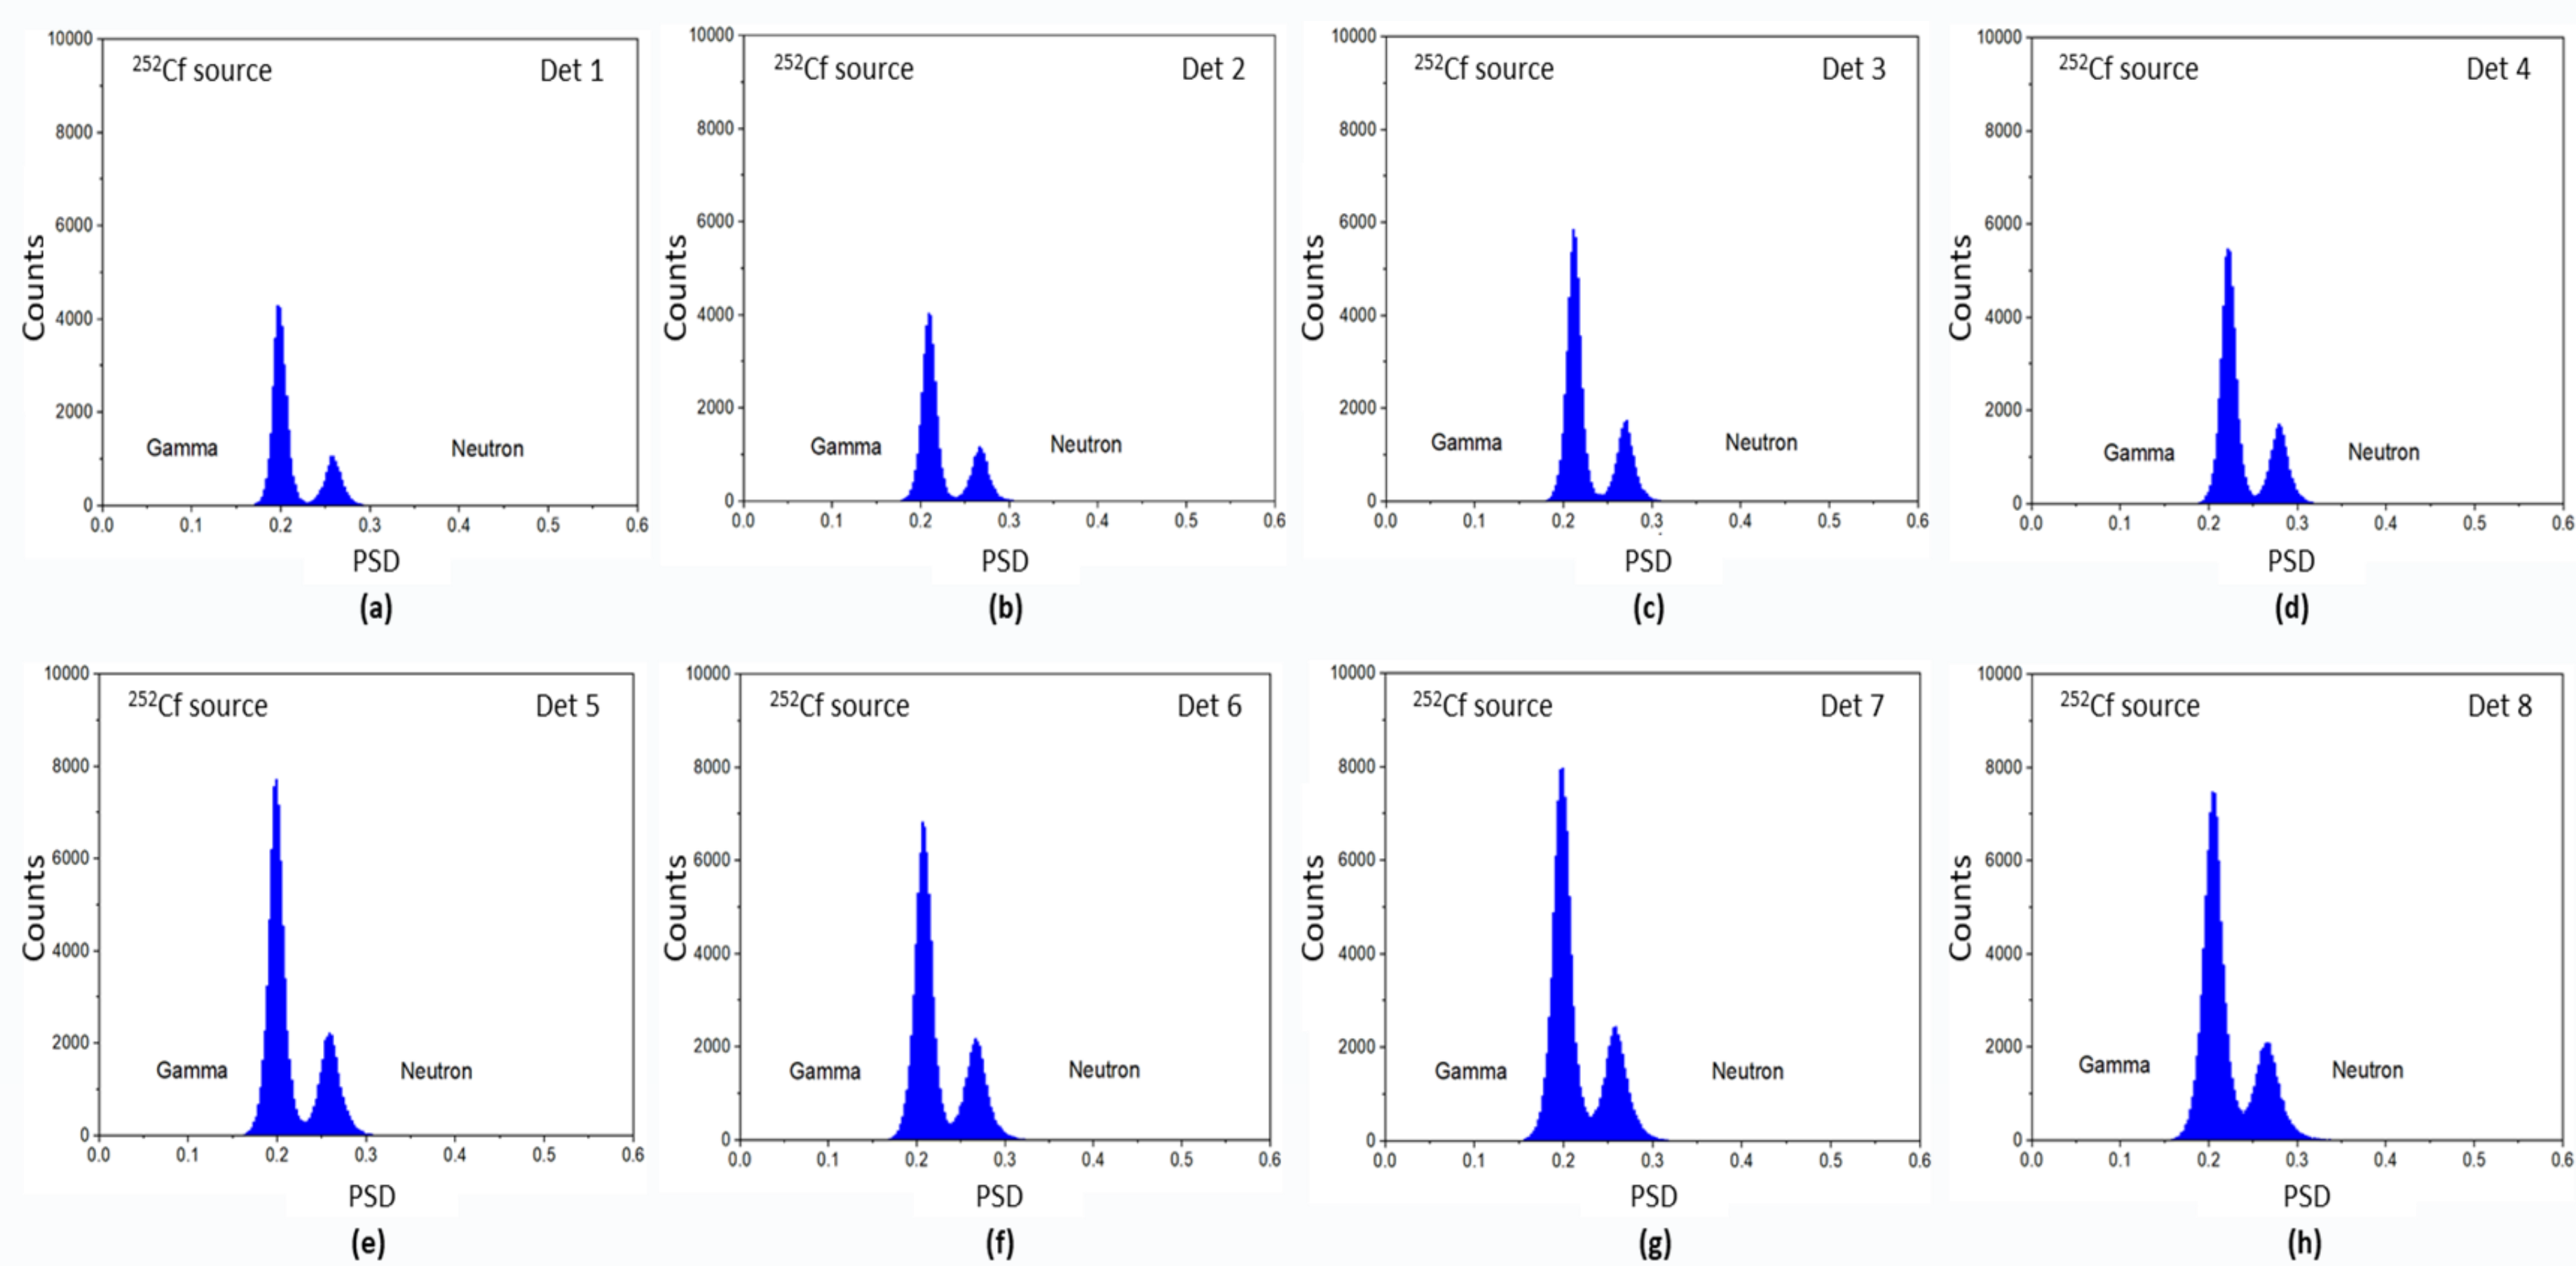 ²⁵²Cf source Det 1
10000
8000
6000
4000
2000
0
Counts
Gamma Neutron
0.0 0.1 0.2 0.3 0.4 0.5 0.6
PSD
(a)
²⁵²Cf source Det 2
10000
8000
6000
4000
2000
0
Counts
Gamma Neutron
0.0 0.1 0.2 0.3 0.4 0.5 0.6
PSD
(b)
²⁵²Cf source Det 3
10000
8000
6000
4000
2000
0
Counts
Gamma Neutron
0.0 0.1 0.2 0.3 0.4 0.5 0.6
PSD
(c)
²⁵²Cf source Det 4
10000
8000
6000
4000
2000
0
Counts
Gamma Neutron
0.0 0.1 0.2 0.3 0.4 0.5 0.6
PSD
(d)
²⁵²Cf source Det 5
10000
8000
6000
4000
2000
0
Counts
Gamma Neutron
0.0 0.1 0.2 0.3 0.4 0.5 0.6
PSD
(e)
²⁵²Cf source Det 6
10000
8000
6000
4000
2000
0
Counts
Gamma Neutron
0.0 0.1 0.2 0.3 0.4 0.5 0.6
PSD
(f)
²⁵²Cf source Det 7
10000
8000
6000
4000
2000
0
Counts
Gamma Neutron
0.0 0.1 0.2 0.3 0.4 0.5 0.6
PSD
(g)
²⁵²Cf source Det 8
10000
8000
6000
4000
2000
0
Counts
Gamma Neutron
0.0 0.1 0.2 0.3 0.4 0.5 0.6
PSD
(h)